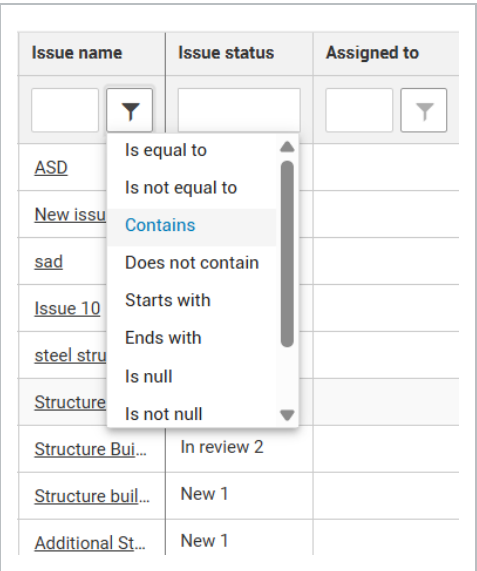 Issue name Issue status Assigned to
Is equal to
ASD
Is not equal to
New issu
Contains
sad
Does not contain
Issue 10
Starts with
Ends with
steel stru
Is null
Structure
Is not null
Structure Bui... In review 2
Structure buil... New 1
Additional St... New 1